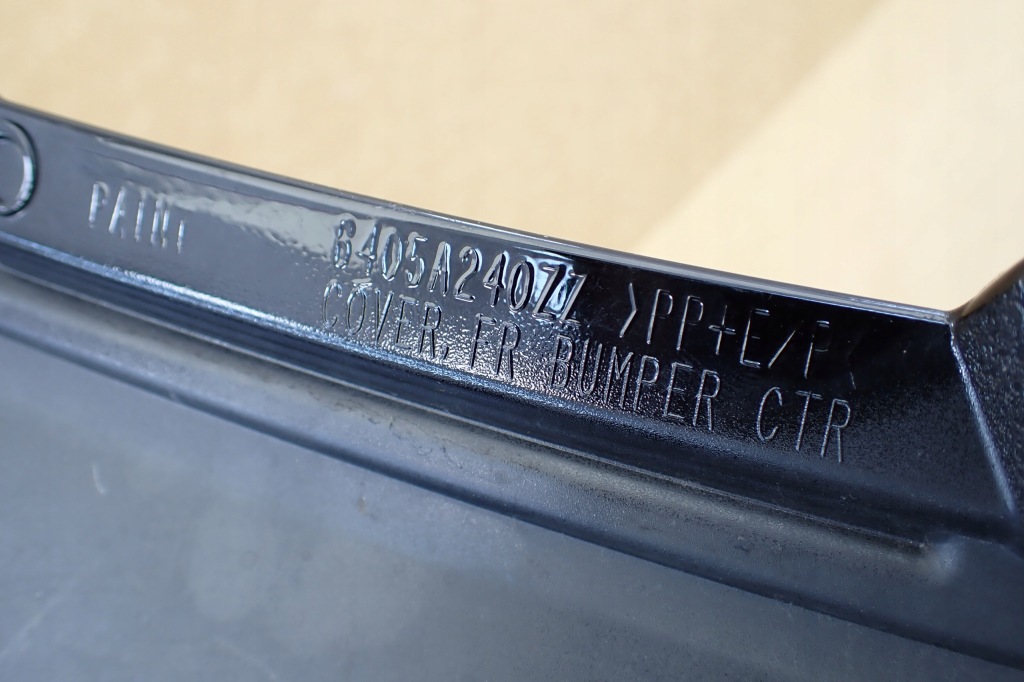 PAINT
6405A240ZZ >PP+E/P<
COVER, FR BUMPER CTR